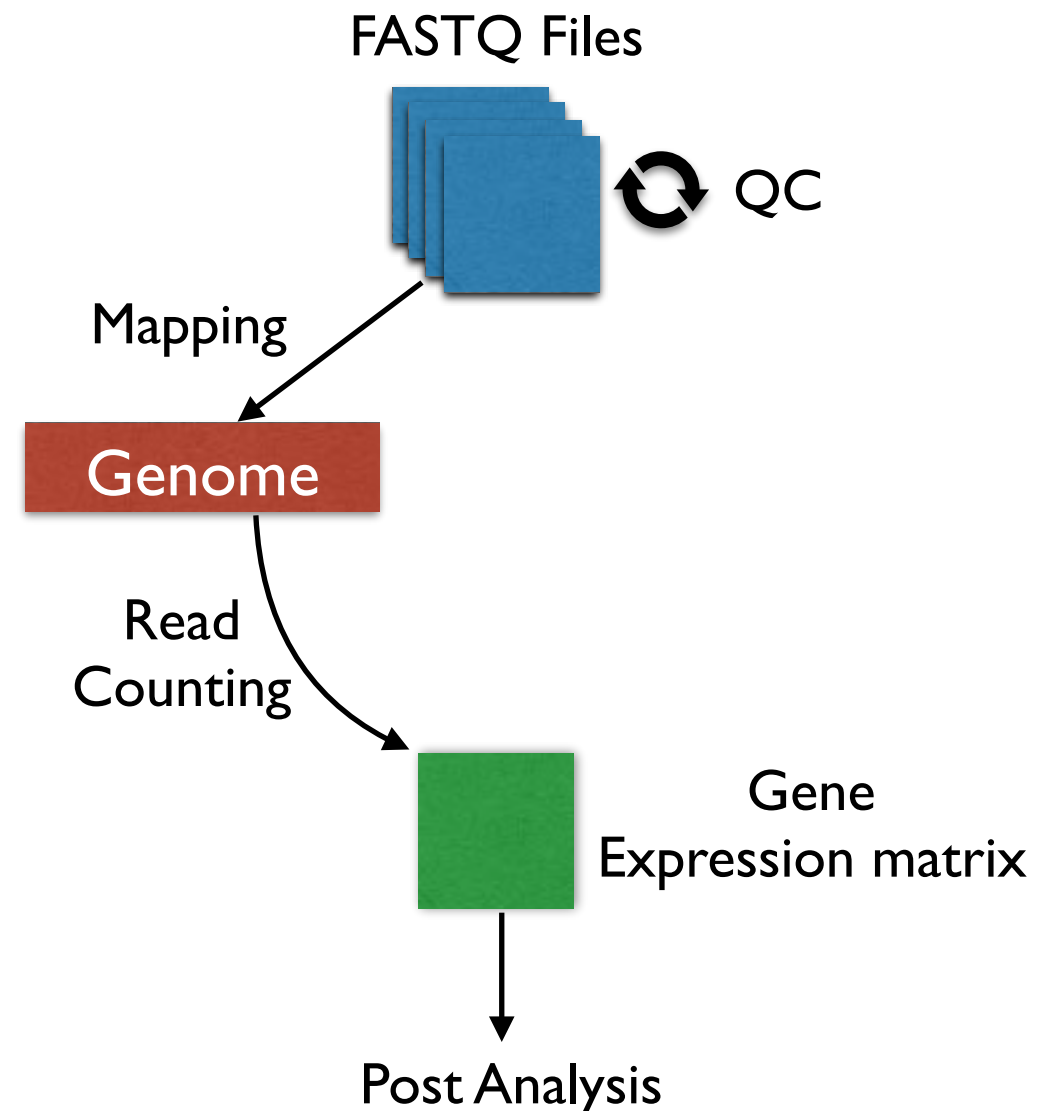 FASTQ Files
QC
Mapping
Genome
Read
Counting
Gene
Expression matrix
Post Analysis